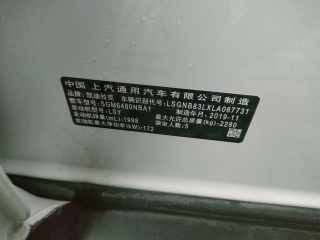 中国 上汽通用汽车有限公司制造
品牌:凯迪拉克 车辆识别代号:LSGNB83LXLA067731
整车型号:SGM6480NBA1 制造年月:2019-11
发动机型号:LSY 最大允许总质量(kg):2280
发动机排量(mL):1998 乘坐人数:5
发动机最大净功率(kW):172